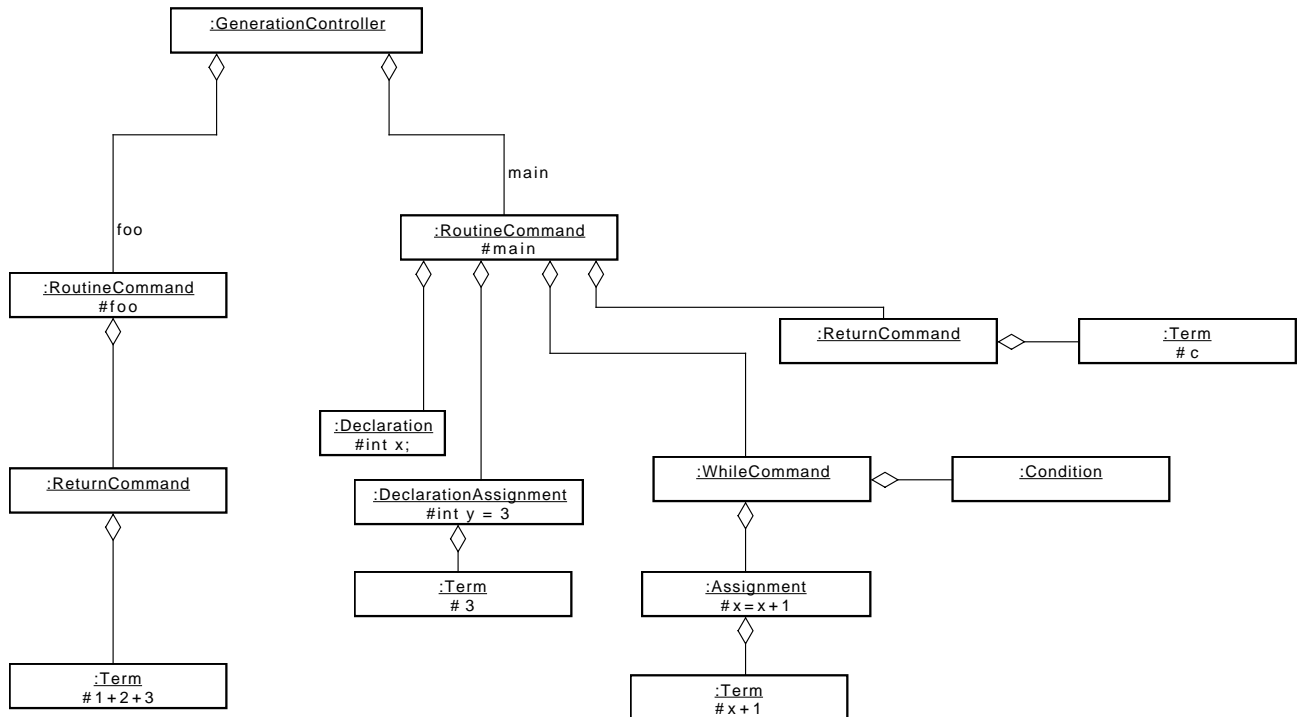 :GenerationController
main
foo
:RoutineCommand
#main
:RoutineCommand
#foo
:ReturnCommand
:Term
#c
:Declaration
#int x;
:ReturnCommand
:WhileCommand
:Condition
:DeclarationAssignment
#int y = 3
:Term
#3
:Assignment
#x=x+1
:Term
#1+2+3
:Term
#x+1